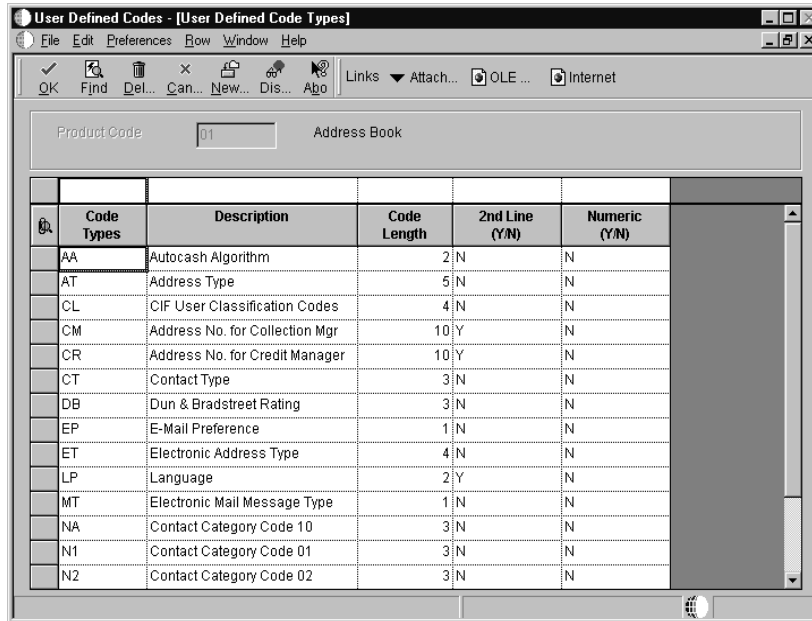 User Defined Codes - [User Defined Code Types]
File Edit Preferences Row Window Help
OK Find Del... Can... New... Dis... Abo Links Attach... OLE ... Internet
Product Code 01 Address Book
Code Types Description Code Length 2nd Line (Y/N) Numeric (Y/N)
AA Autocash Algorithm 2 N N
AT Address Type 5 N N
CL CIF User Classification Codes 4 N N
CM Address No. for Collection Mgr 10 Y N
CR Address No. for Credit Manager 10 Y N
CT Contact Type 3 N N
DB Dun & Bradstreet Rating 3 N N
EP E-Mail Preference 1 N N
ET Electronic Address Type 4 N N
LP Language 2 Y N
MT Electronic Mail Message Type 1 N N
NA Contact Category Code 10 3 N N
N1 Contact Category Code 01 3 N N
N2 Contact Category Code 02 3 N N